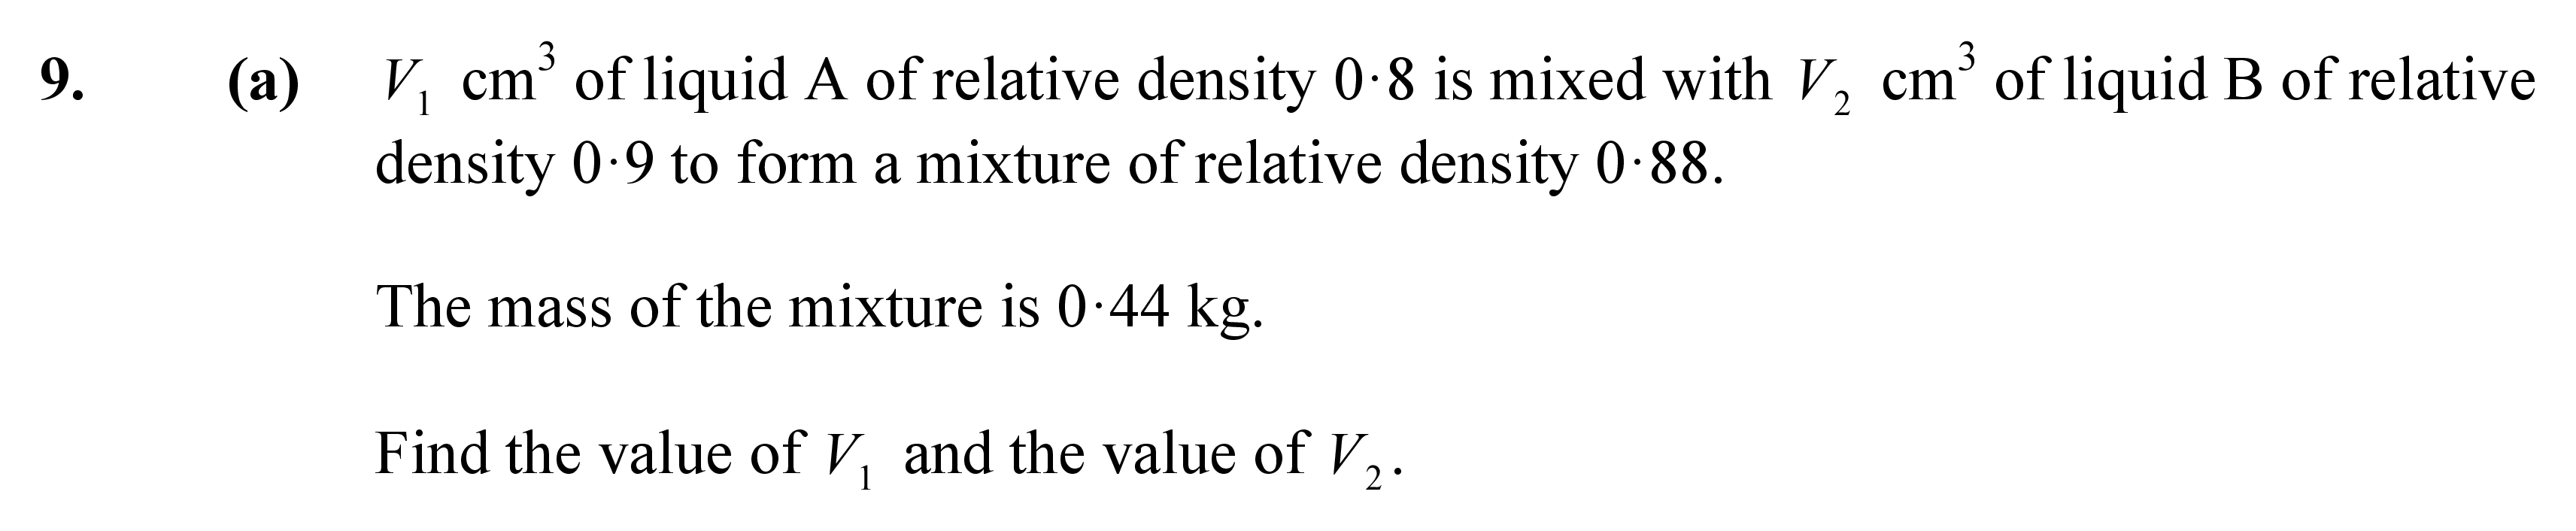 9. (a) V₁ cm³ of liquid A of relative density 0·8 is mixed with V₂ cm³ of liquid B of relative
density 0·9 to form a mixture of relative density 0·88.
The mass of the mixture is 0·44 kg.
Find the value of V₁ and the value of V₂.